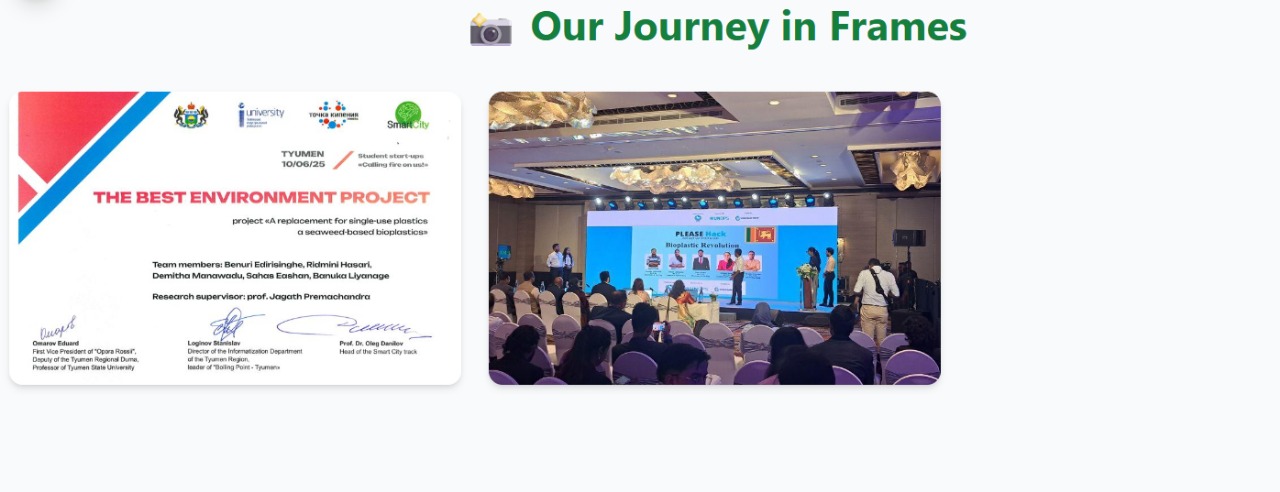 Our Journey in Frames
university
точка кипения
SmartCity
TYUMEN
10/06/25
Student start-ups
«Calling fire on us!»
THE BEST ENVIRONMENT PROJECT
project «A replacement for single-use plastics
a seaweed-based bioplastics»
Team members: Benuri Edirisinghe, Ridmini Hasari,
Demitha Manawadu, Sahas Eashan, Banuka Liyanage
Research supervisor: prof. Jagath Premachandra
Omarov Eduard
First Vice President of "Opora Rossii",
Deputy of the Tyumen Regional Duma,
Professor of Tyumen State University
Loginov Stanislav
Director of the Informatization Department
of the Tyumen Region,
leader of "Boiling Point - Tyumen»
Prof. Dr. Oleg Danilov
Head of the Smart City track
PLEASE Hack
Bioplastic Revolution